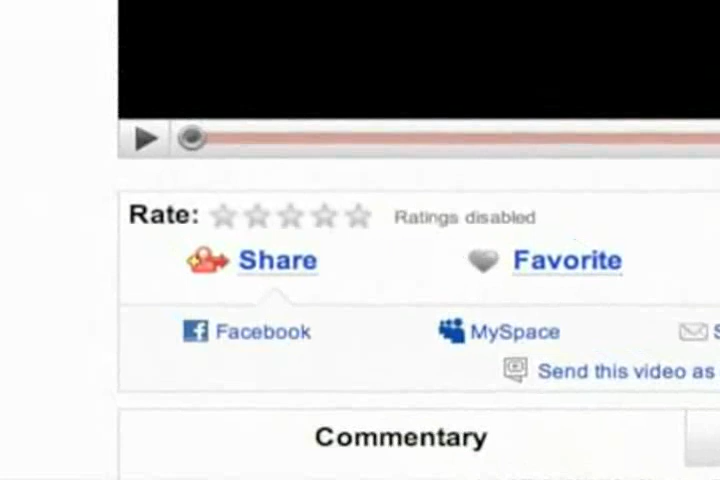 Rate: Ratings disabled
Share Favorite
Facebook MySpace
Send this video as
Commentary